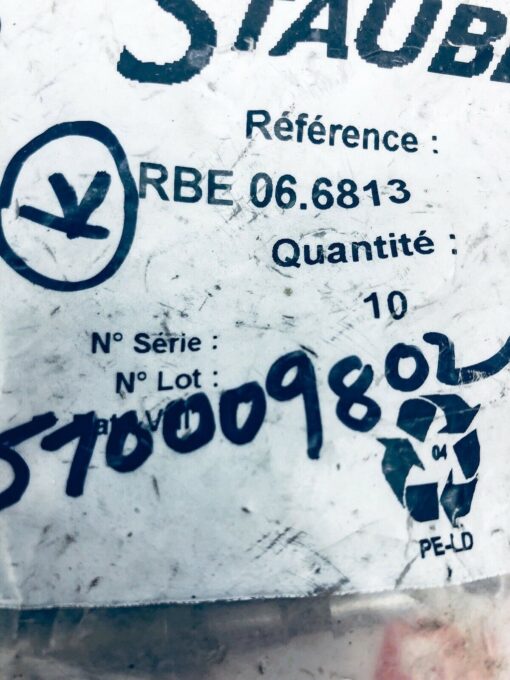 STAUB
Référence :
RBE 06.6813
Quantité :
10
N° Série :
N° Lot :
510009802
04
PE-LD